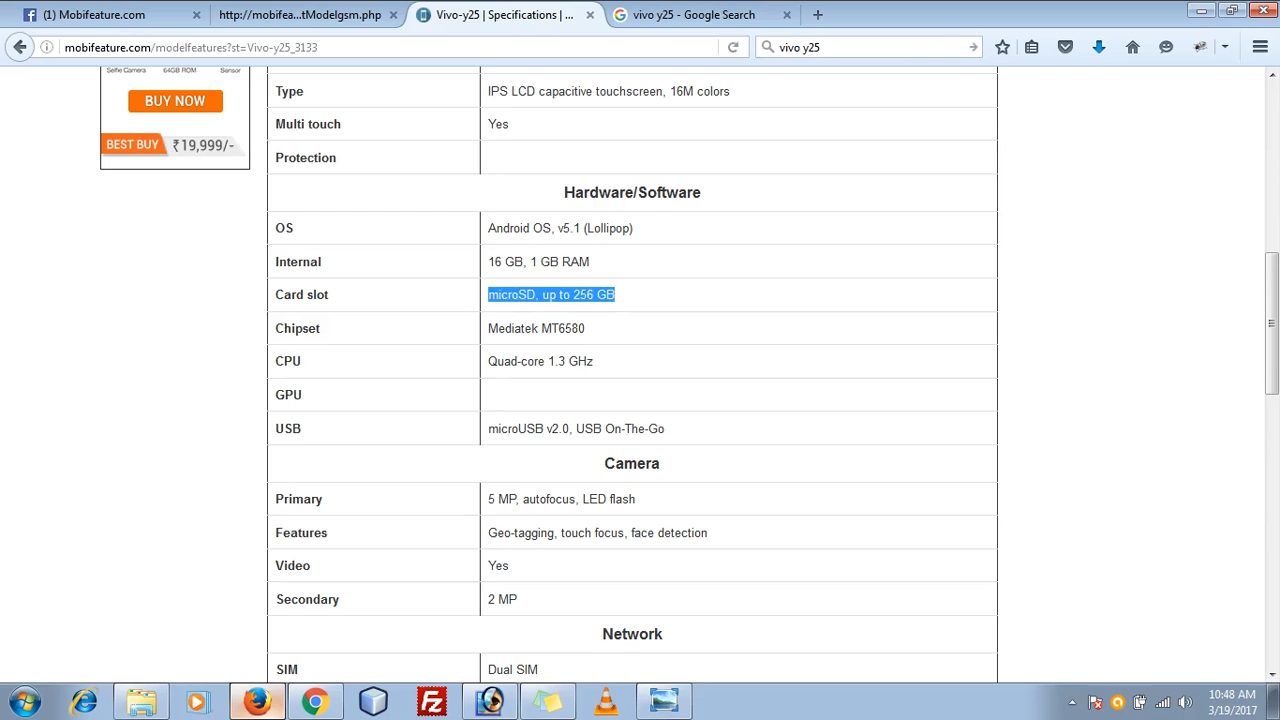 Mobifeature.com
http://mobifea...tModelgsm.php
Vivo-y25 | Specifications | ...
vivo y25 - Google Search
mobifeature.com/modelfeatures?st=Vivo-y25_3133
vivo y25
Selfie Camera 64GB ROM Sensor
BUY NOW
BEST BUY ₹19,999/-
Type IPS LCD capacitive touchscreen, 16M colors
Multi touch Yes
Protection
Hardware/Software
OS Android OS, v5.1 (Lollipop)
Internal 16 GB, 1 GB RAM
Card slot microSD, up to 256 GB
Chipset Mediatek MT6580
CPU Quad-core 1.3 GHz
GPU
USB microUSB v2.0, USB On-The-Go
Camera
Primary 5 MP, autofocus, LED flash
Features Geo-tagging, touch focus, face detection
Video Yes
Secondary 2 MP
Network
SIM Dual SIM
10:48 AM
3/19/2017